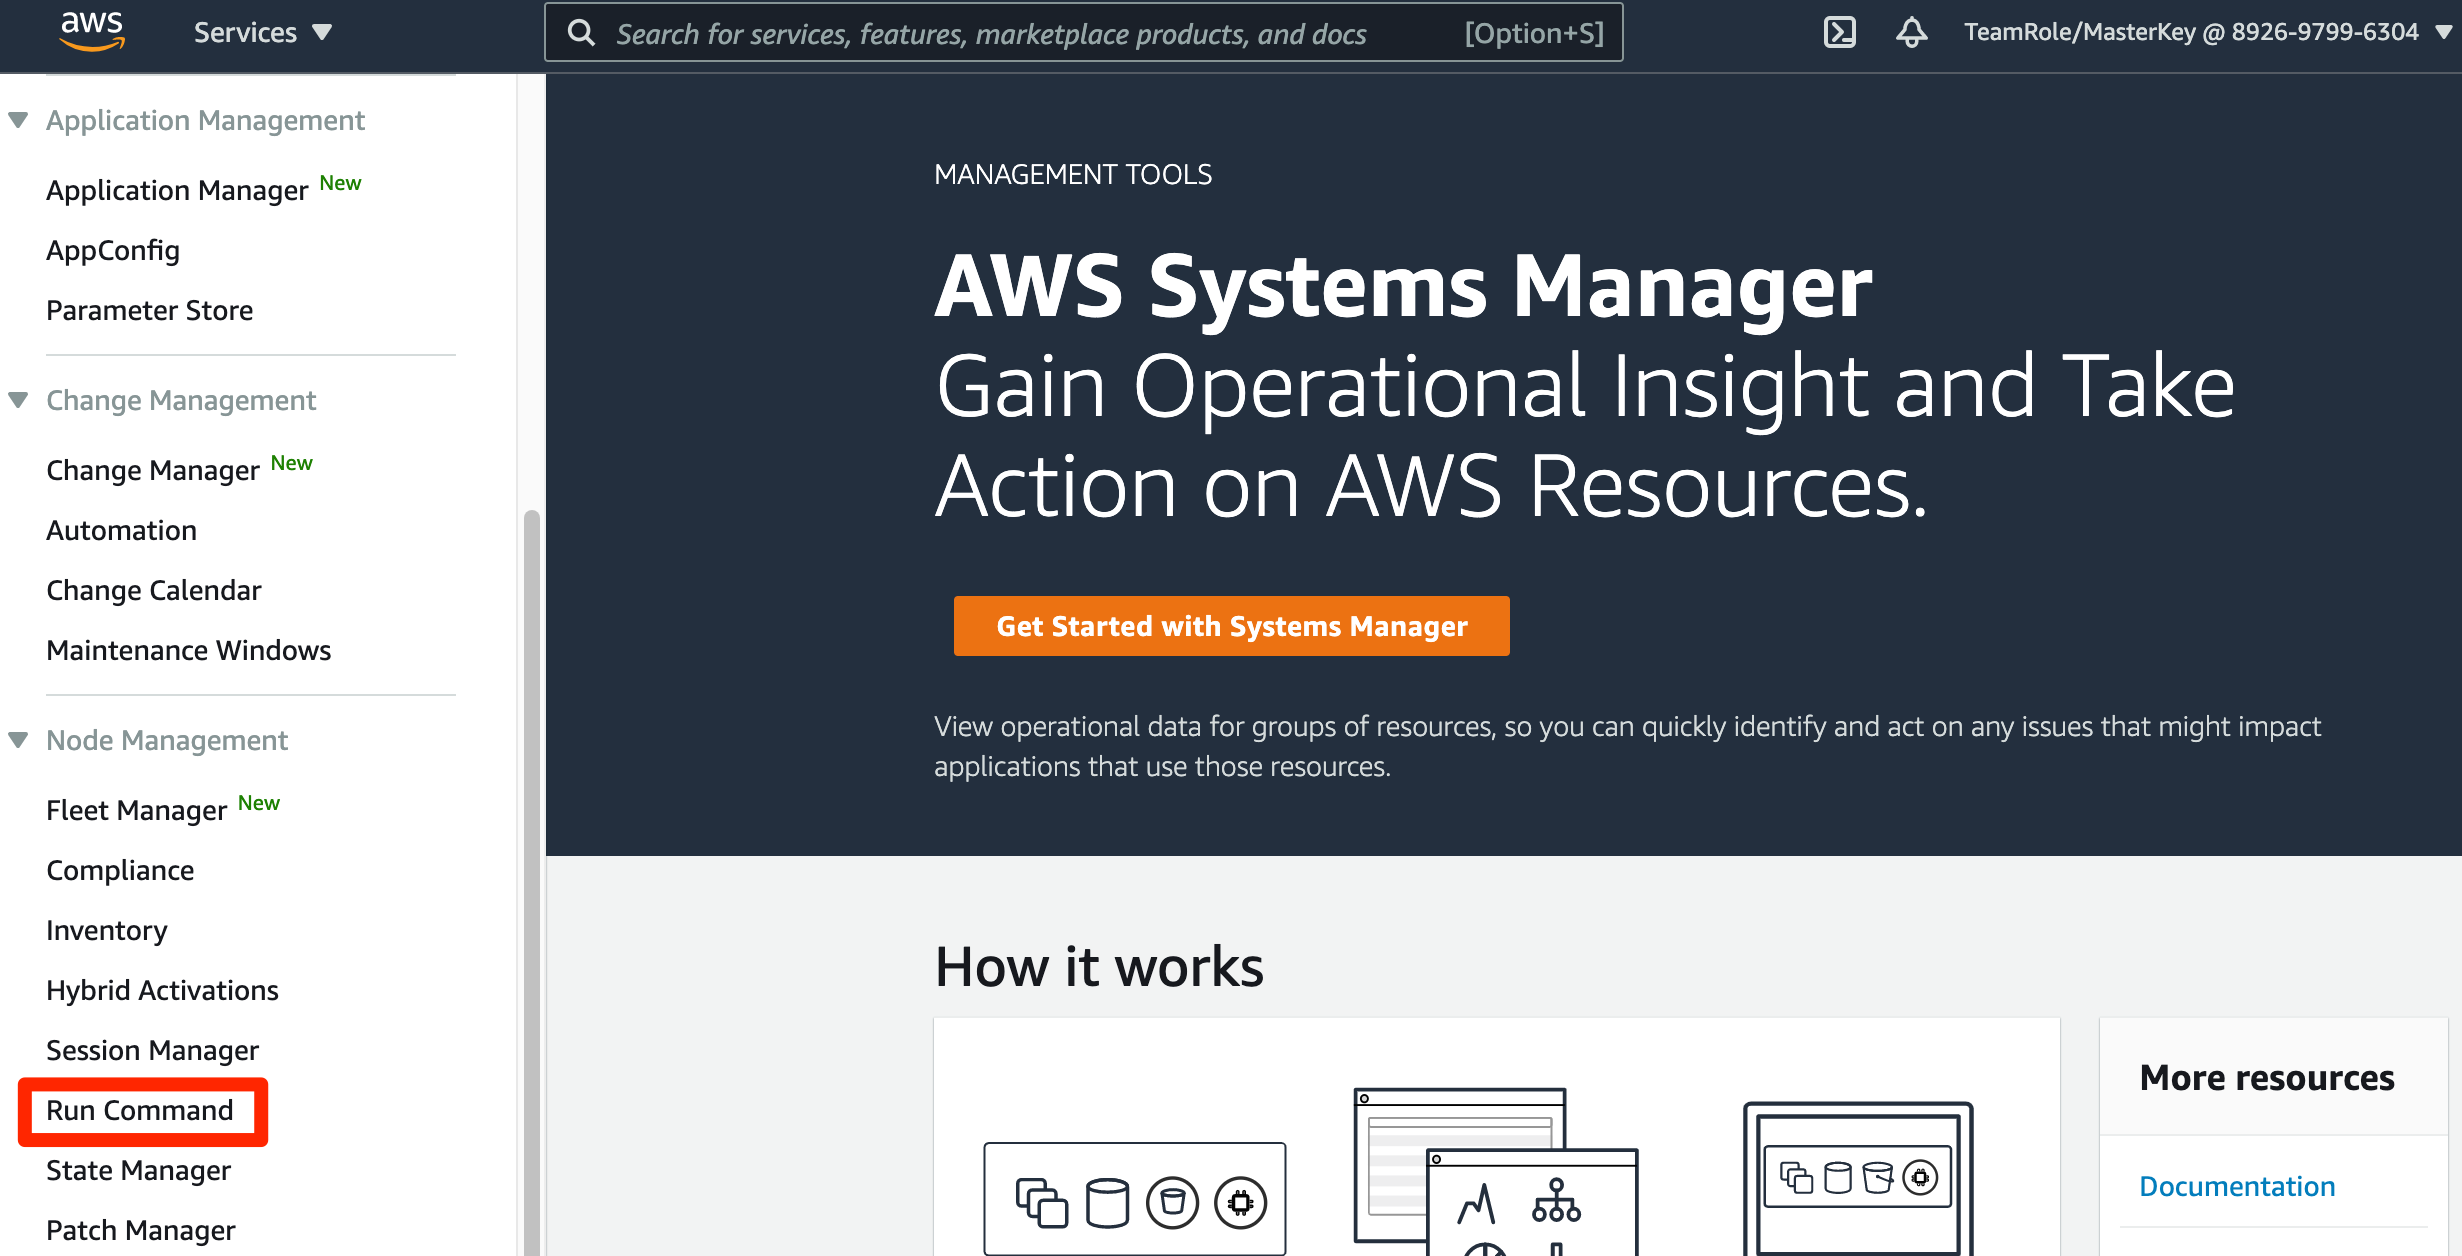 aws
Services
Search for services, features, marketplace products, and docs
[Option+S]
TeamRole/MasterKey @ 8926-9799-6304
Application Management
Application Manager New
AppConfig
Parameter Store
Change Management
Change Manager New
Automation
Change Calendar
Maintenance Windows
Node Management
Fleet Manager New
Compliance
Inventory
Hybrid Activations
Session Manager
Run Command
State Manager
Patch Manager
MANAGEMENT TOOLS
AWS Systems Manager
Gain Operational Insight and Take
Action on AWS Resources.
Get Started with Systems Manager
View operational data for groups of resources, so you can quickly identify and act on any issues that might impact
applications that use those resources.
How it works
More resources
Documentation